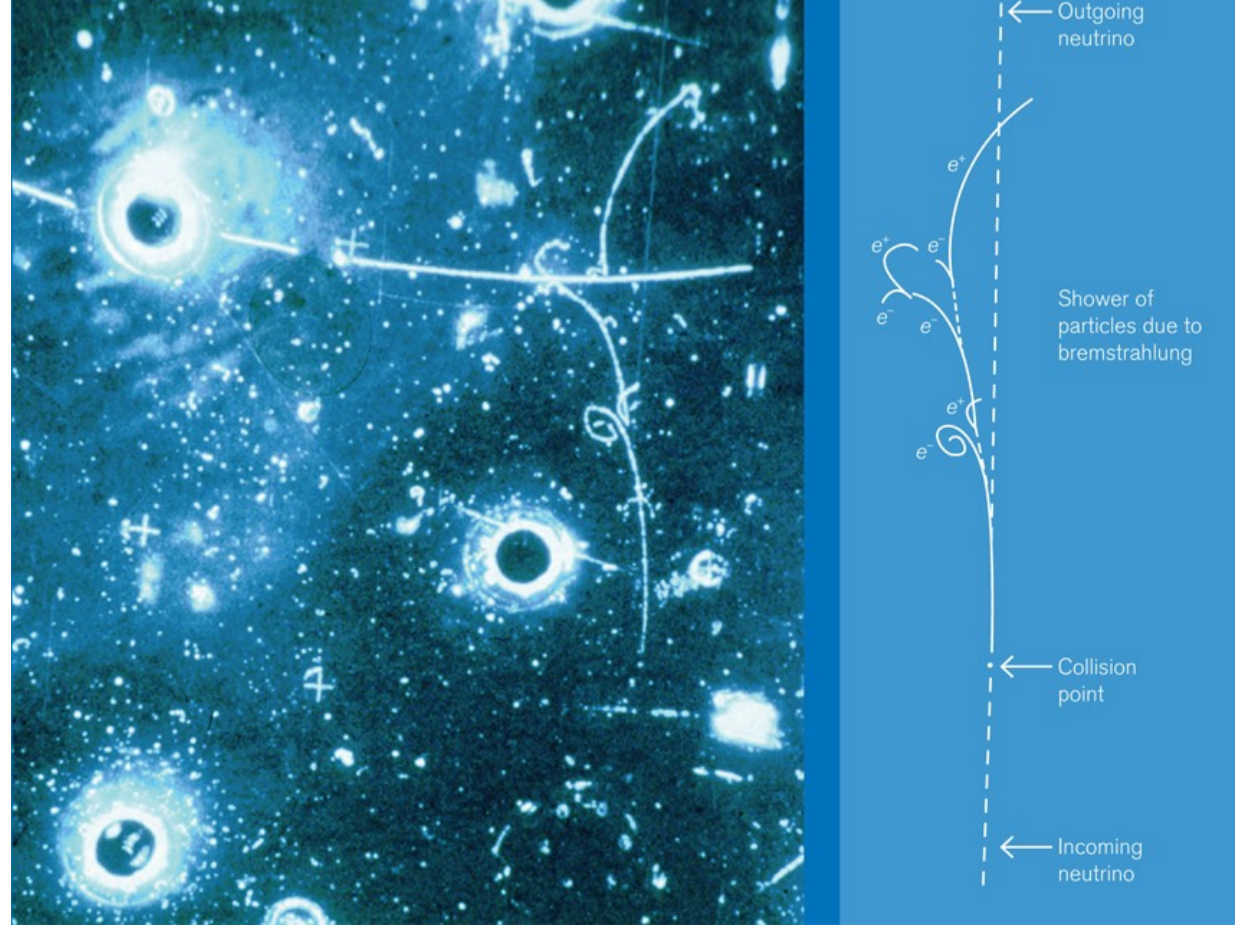 Outgoing
neutrino
e⁺
e⁺
e⁻
e⁻
e⁻
Shower of
particles due to
bremstrahlung
e⁺
e⁻
Collision
point
Incoming
neutrino